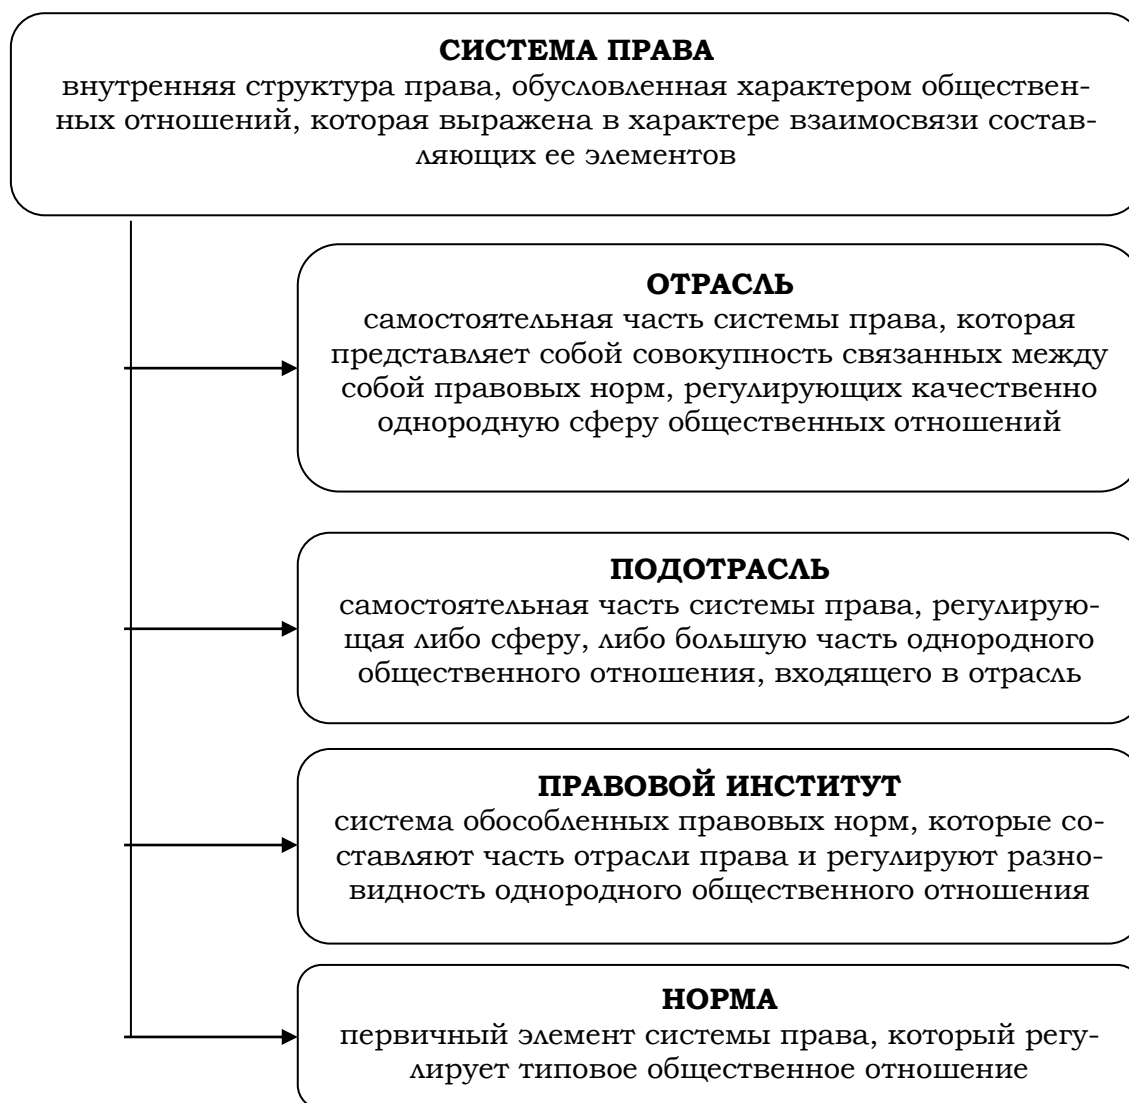 СИСТЕМА ПРАВА
внутренняя структура права, обусловленная характером обществен-
ных отношений, которая выражена в характере взаимосвязи состав-
ляющих ее элементов
ОТРАСЛЬ
самостоятельная часть системы права, которая
представляет собой совокупность связанных между
собой правовых норм, регулирующих качественно
однородную сферу общественных отношений
ПОДОТРАСЛЬ
самостоятельная часть системы права, регулирую-
щая либо сферу, либо большую часть однородного
общественного отношения, входящего в отрасль
ПРАВОВОЙ ИНСТИТУТ
система обособленных правовых норм, которые со-
ставляют часть отрасли права и регулируют разно-
видность однородного общественного отношения
НОРМА
первичный элемент системы права, который регу-
лирует типовое общественное отношение